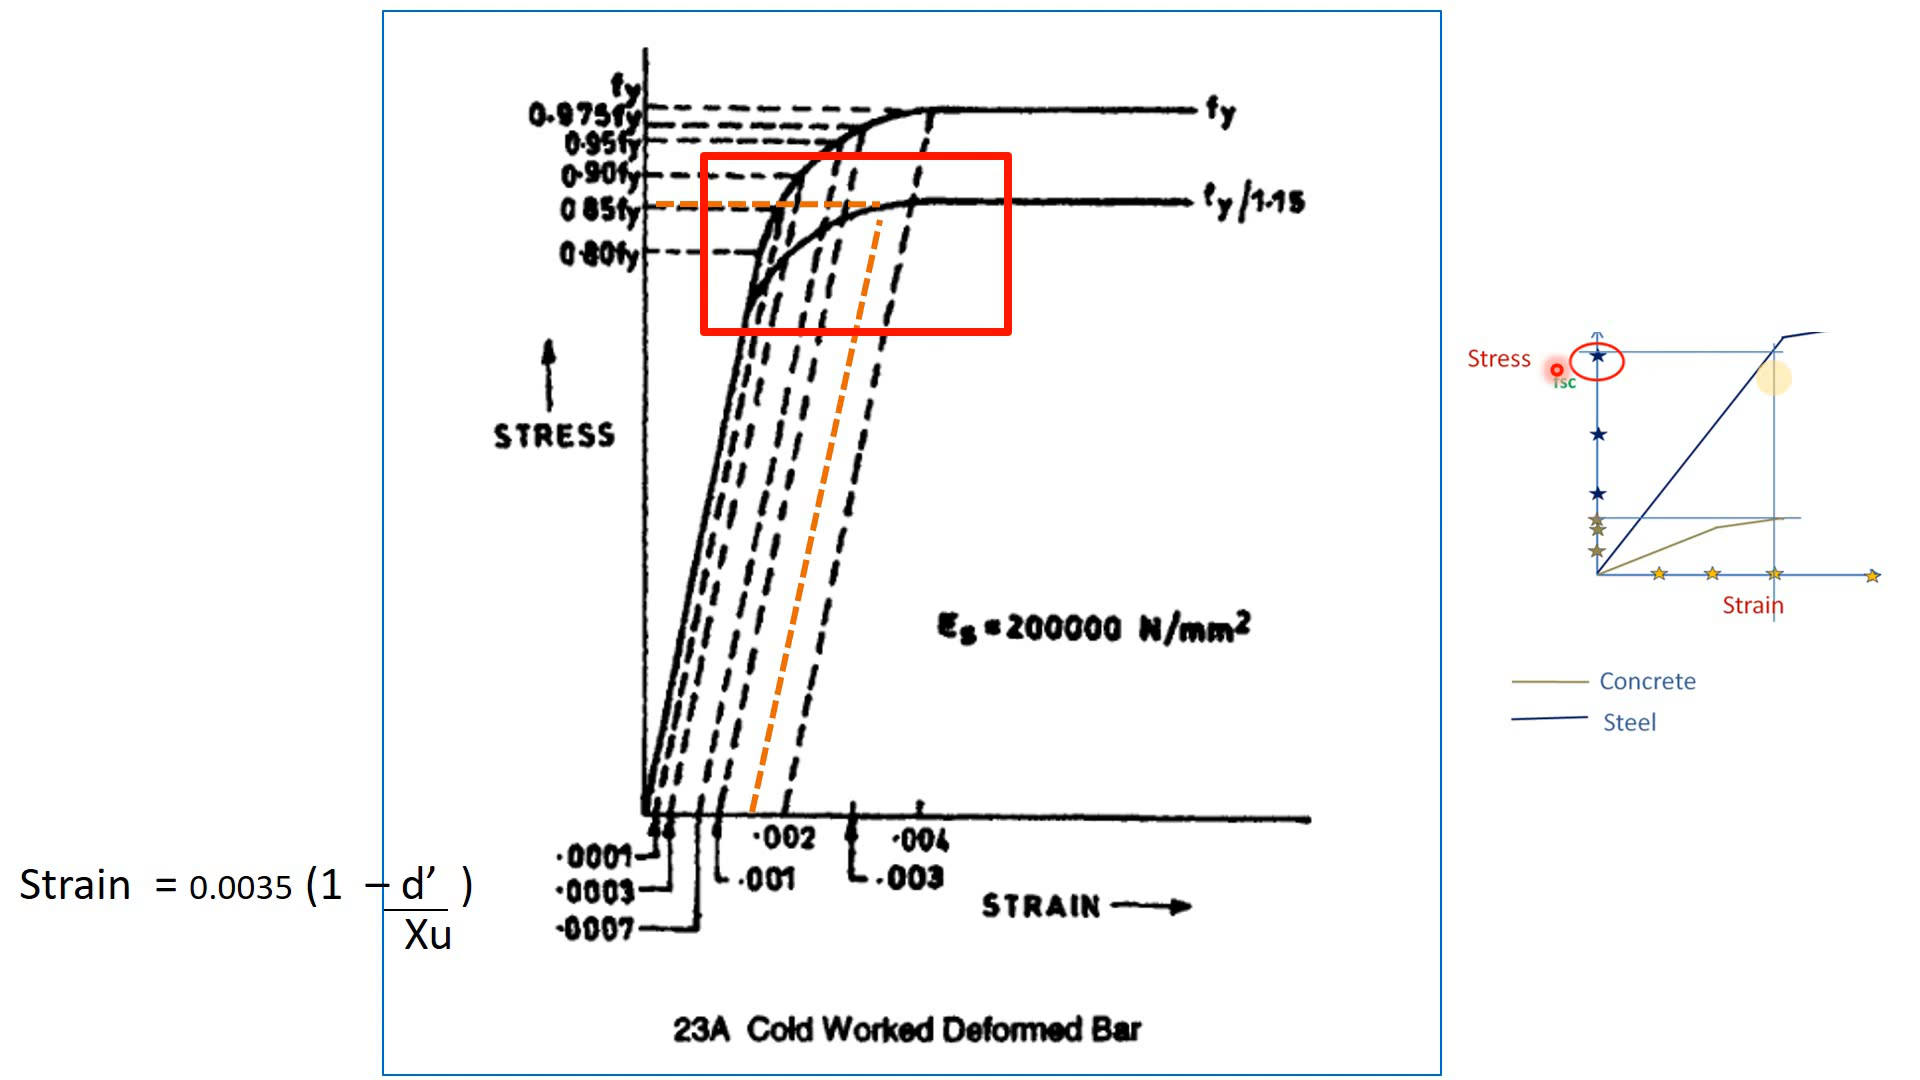 fy
0.975fy
0.95fy
0.90fy
0.85fy
0.80fy
fy
fy/1.15
STRESS
Es = 200000 N/mm2
.0001
.0003
.0007
.001
.002
.003
.004
STRAIN
23A Cold Worked Deformed Bar
Strain = 0.0035 (1 – d’ )
Xu
Stress
fsc
Strain
Concrete
Steel